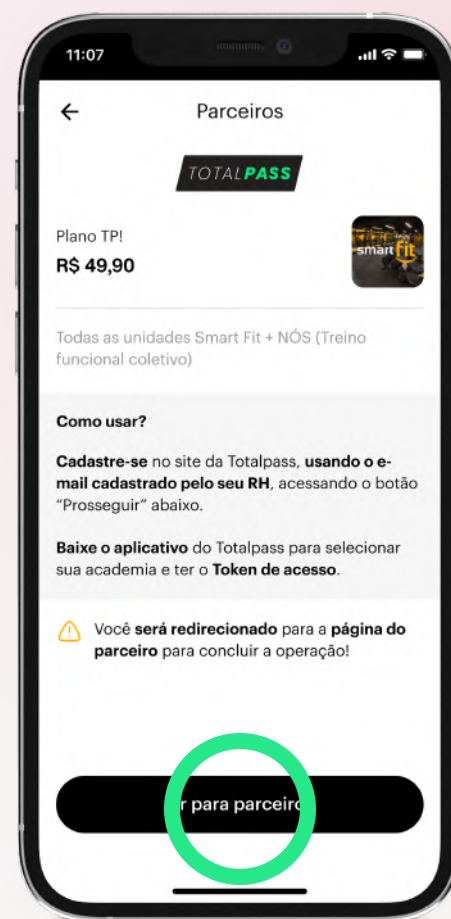 11:07
Parceiros
TOTALPASS
Plano TP!
R$ 49,90
smart fit
Todas as unidades Smart Fit + NÓS (Treino
funcional coletivo)
Como usar?
Cadastre-se no site da Totalpass, usando o e-
mail cadastrado pelo seu RH, acessando o botão
“Prosseguir” abaixo.
Baixe o aplicativo do Totalpass para selecionar
sua academia e ter o Token de acesso.
Você será redirecionado para a página do
parceiro para concluir a operação!
r para parceiro